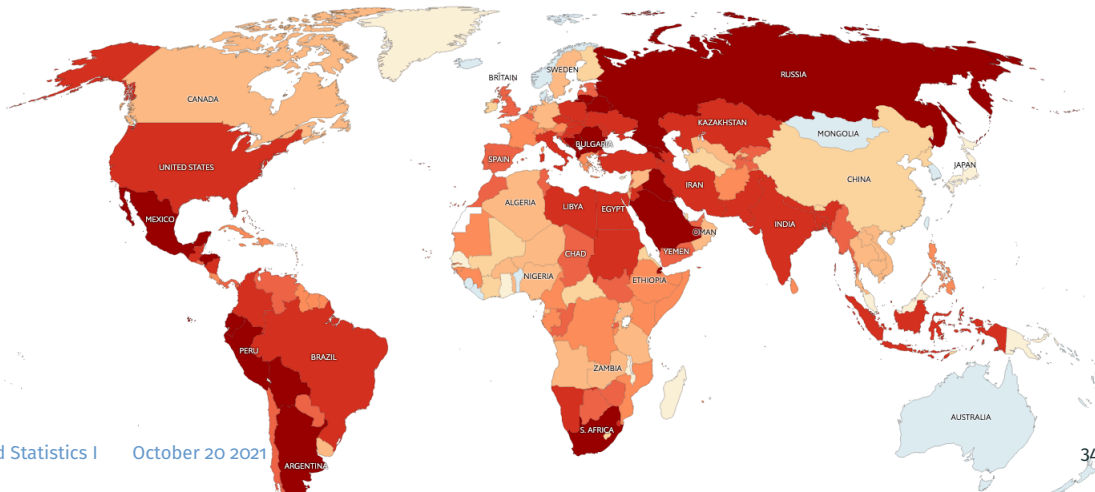 RUSSIA
SWEDEN
BRITAIN
CANADA
KAZAKHSTAN
MONGOLIA
BULGARIA
SPAIN
UNITED STATES
JAPAN
CHINA
IRAN
ALGERIA
LIBYA
EGYPT
MEXICO
INDIA
OMAN
YEMEN
CHAD
NIGERIA
ETHIOPIA
PERU
BRAZIL
ZAMBIA
AUSTRALIA
S. AFRICA
d Statistics I October 20 2021
34
ARGENTINA